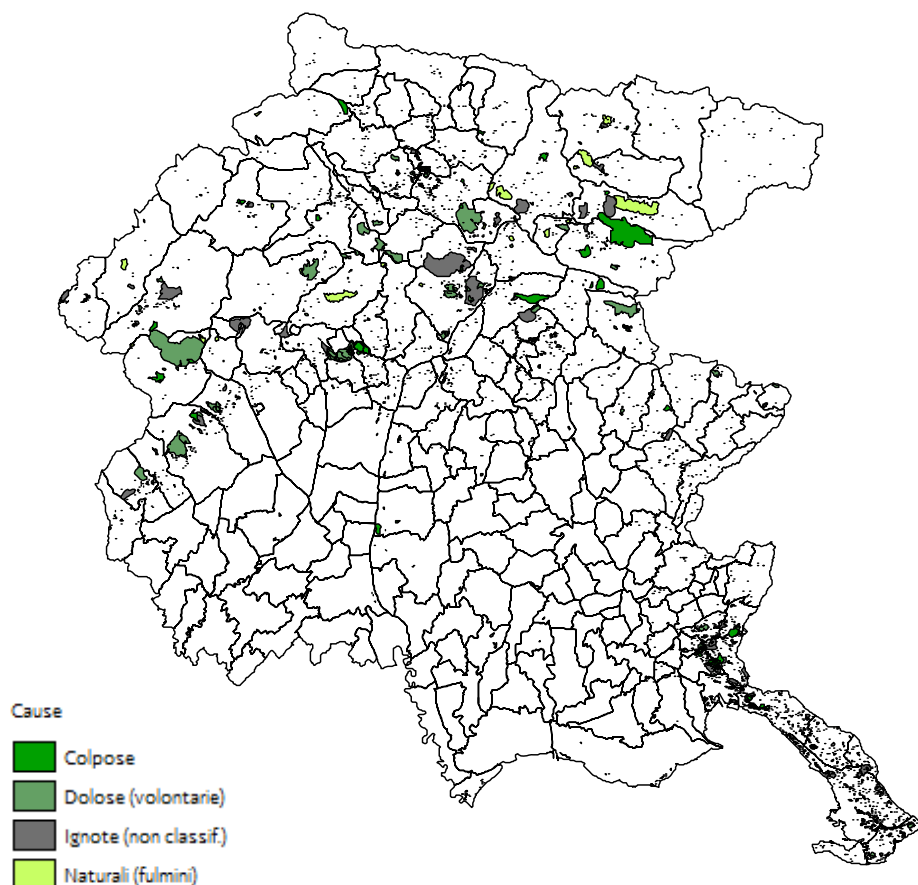 Cause
Colpose
Dolose (volontarie)
Ignote (non classif.)
Naturali (fulmini)